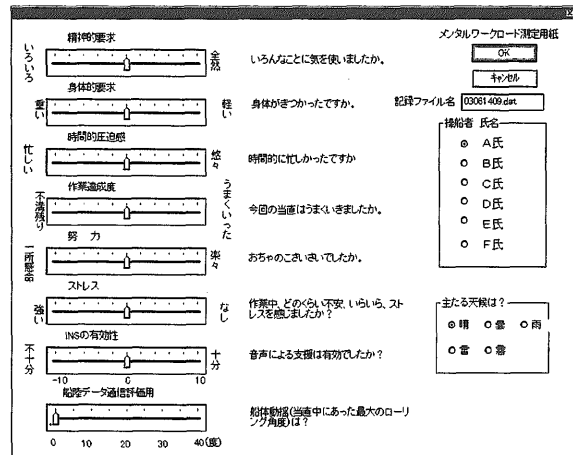 メンタルワークロード測定用紙
OK
キャンセル
記録ファイル名 03061409.dat
操船者 氏名
A氏
B氏
C氏
D氏
E氏
F氏
主たる天候は？
晴 曇 雨
雪 霧
精神的要求
いろいろ 全然
いろんなことに気を使いましたか。
身体的要求
重い 軽い
身体がきつかったですか。
時間的圧迫感
忙しい 悠々
時間的に忙しかったですか
作業達成度
不満残り うまくいった
今回の当直はうまくいきましたか。
努 力
一所懸命 楽々
おちゃのこさいさいでしたか。
ストレス
強い なし
作業中、どのくらい不安、いらいら、スト
レスを感じましたか？
INSの有効性
不十分 十分
音声による支援は有効でしたか？
-10 0 10
船陸データ通信評価用
船体動揺(当直中にあった最大のローリ
ング角度)は？
0 10 20 30 40(度)